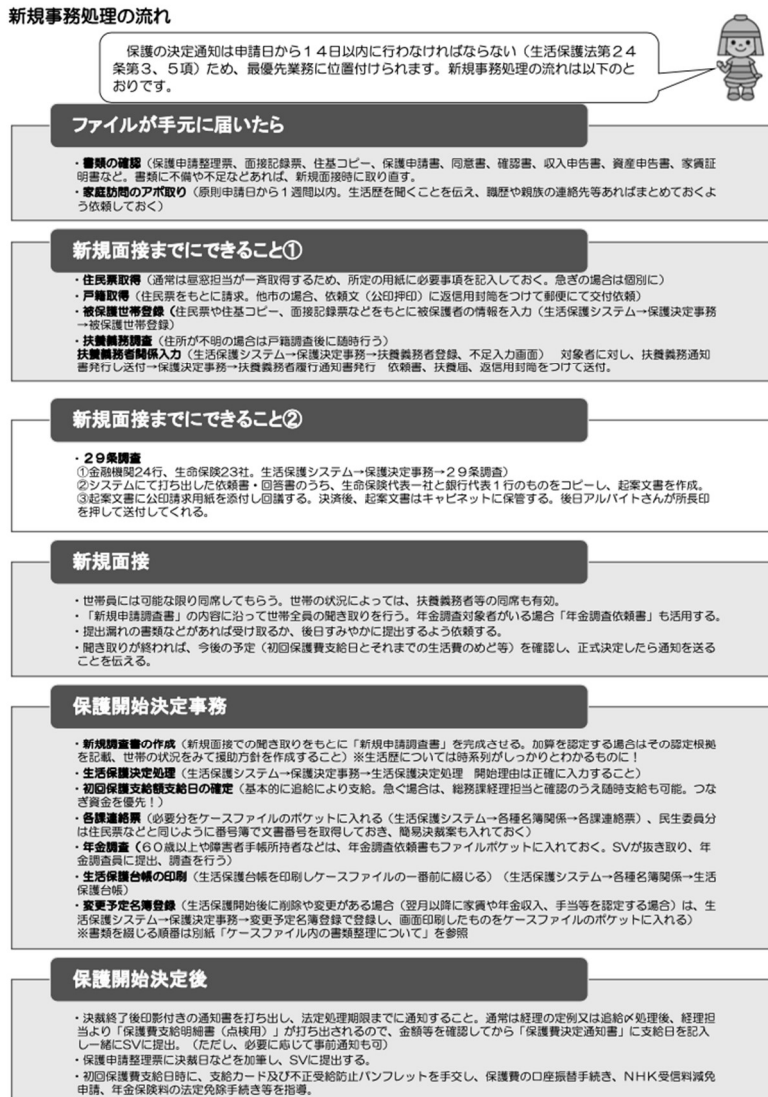 新規事務処理の流れ
保護の決定通知は申請日から14日以内に行わなければならない(生活保護法第24
条第3、5項)ため、最優先業務に位置付けられます。新規事務処理の流れは以下のと
おりです。
ファイルが手元に届いたら
・書類の確認(保護申請整理票、面接記録票、住基コピー、保護申請書、同意書、確認書、収入申告書、資産申告書、家賃証
明書など。書類に不備や不足などあれば、新規面接時に取り直す。
・家庭訪問のアポ取り(原則申請日から1週間以内。生活歴を聞くことを伝え、職歴や親族の連絡先等あればまとめておくよ
う依頼しておく)
新規面接までにできること①
・住民票取得(通常は昼窓担当が一斉取得するため、所定の用紙に必要事項を記入しておく。急ぎの場合は個別に)
・戸籍取得(住民票をもとに請求。他市の場合、依頼文(公印押印)に返信用封筒をつけて郵便にて交付依頼)
・被保護世帯登録(住民票や住基コピー、面接記録票などをもとに被保護者の情報を入力(生活保護システム→保護決定事務
→被保護世帯登録)
・扶養義務調査(住所が不明の場合は戸籍調査後に随時行う)
扶養義務者関係入力(生活保護システム→保護決定事務→扶養義務者登録、不足入力画面) 対象者に対し、扶養義務通知
書発行し送付→保護決定事務→扶養義務者履行通知書発行 依頼書、扶養届、返信用封筒をつけて送付。
新規面接までにできること②
・29条調査
①金融機関24行、生命保険23社。生活保護システム→保護決定事務→29条調査)
②システムにて打ち出した依頼書・回答書のうち、生命保険代表一社と銀行代表1行のものをコピーし、起案文書を作成。
③起案文書に公印請求用紙を添付し回議する。決済後、起案文書はキャビネットに保管する。後日アルバイトさんが所長印
を押して送付してくれる。
新規面接
・世帯員には可能な限り同席してもらう。世帯の状況によっては、扶養義務者等の同席も有効。
・「新規申請調査書」の内容に沿って世帯全員の聞き取りを行う。年金調査対象者がいる場合「年金調査依頼書」も活用する。
・提出漏れの書類などがあれば受け取るか、後日すみやかに提出するよう依頼する。
・聞き取りが終われば、今後の予定(初回保護費支給日とそれまでの生活費のめど等)を確認し、正式決定したら通知を送る
ことを伝える。
保護開始決定事務
・新規調査書の作成(新規面接での聞き取りをもとに「新規申請調査書」を完成させる。加算を認定する場合はその認定根拠
を記載、世帯の状況をみて援助方針を作成すること)※生活歴については時系列がしっかりとわかるものに!
・生活保護決定処理(生活保護システム→保護決定事務→生活保護決定処理 開始理由は正確に入力すること)
・初回保護支給額支給日の確定(基本的に追給により支給。急ぐ場合は、総務課経理担当と確認のうえ随時支給も可能。つな
ぎ資金を優先!)
・各課連絡票(必要分をケースファイルのポケットに入れる(生活保護システム→各種名簿関係→各課連絡票)、民生委員分
は住民票などと同じように番号簿で文書番号を取得しておき、簡易決裁案も入れておく)
・年金調査(60歳以上や障害者手帳所持者などは、年金調査依頼書もファイルポケットに入れておく。SVが抜き取り、年
金調査員に提出、調査を行う)
・生活保護台帳の印刷(生活保護台帳を印刷しケースファイルの一番前に綴じる)(生活保護システム→各種名簿関係→生活
保護台帳)
・変更予定名簿登録(生活保護開始後に削除や変更がある場合(翌月以降に家賃や年金収入、手当等を認定する場合)は、生
活保護システム→保護決定事務→変更予定名簿登録で登録し、画面印刷したものをケースファイルのポケットに入れる)
※書類を綴じる順番は別紙「ケースファイル内の書類整理について」を参照
保護開始決定後
・決裁終了後印影付きの通知書を打ち出し、法定処理期限までに通知すること。通常は経理の定例又は追給〆処理後、経理担
当より「保護費支給明細書(点検用)」が打ち出されるので、金額等を確認してから「保護費決定通知書」に支給日を記入
し一緒にSVに提出。(ただし、必要に応じて事前通知も可)
・保護申請整理票に決裁日などを加筆し、SVに提出する。
・初回保護費支給日時に、支給カード及び不正受給防止パンフレットを手交し、保護費の口座振替手続き、NHK受信料減免
申請、年金保険料の法定免除手続き等を指導。